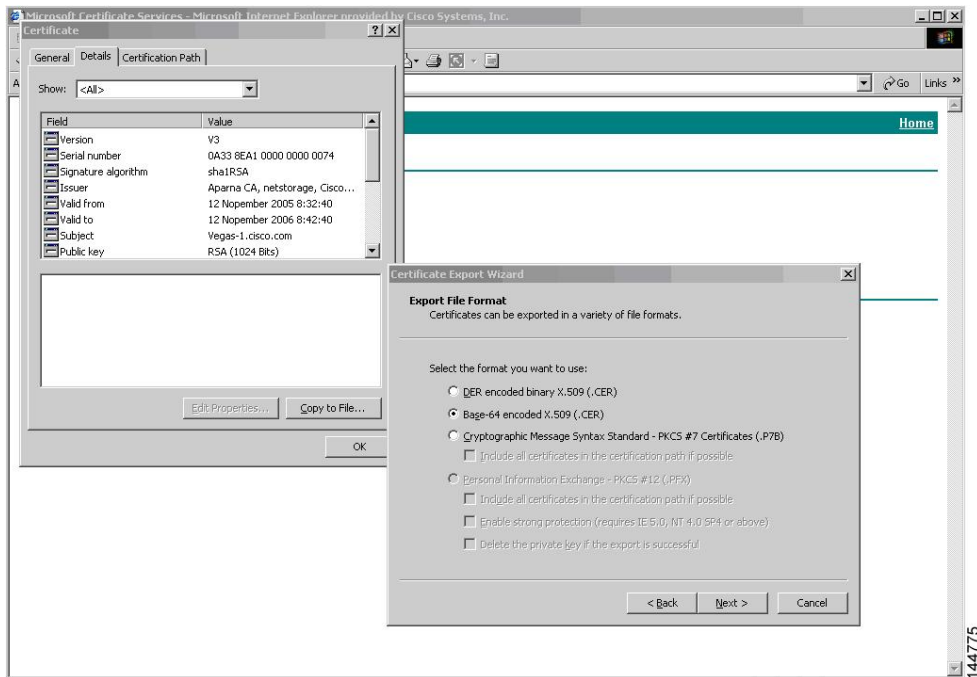 Microsoft Certificate Services - Microsoft Internet Explorer provided by Cisco Systems, Inc.
Certificate
General Details Certification Path
Show: <All>
Field Value
Version V3
Serial number 0A33 8EA1 0000 0000 0074
Signature algorithm sha1RSA
Issuer Aparna CA, netstorage, Cisco...
Valid from 12 Nopember 2005 8:32:40
Valid to 12 Nopember 2006 8:42:40
Subject Vegas-1.cisco.com
Public key RSA (1024 Bits)
Edit Properties... Copy to File...
OK
A
Go Links »
Home
Certificate Export Wizard
Export File Format
Certificates can be exported in a variety of file formats.
Select the format you want to use:
DER encoded binary X.509 (.CER)
Base-64 encoded X.509 (.CER)
Cryptographic Message Syntax Standard - PKCS #7 Certificates (.P7B)
Include all certificates in the certification path if possible
Personal Information Exchange - PKCS #12 (.PFX)
Include all certificates in the certification path if possible
Enable strong protection (requires IE 5.0, NT 4.0 SP4 or above)
Delete the private key if the export is successful
< Back Next > Cancel
144775